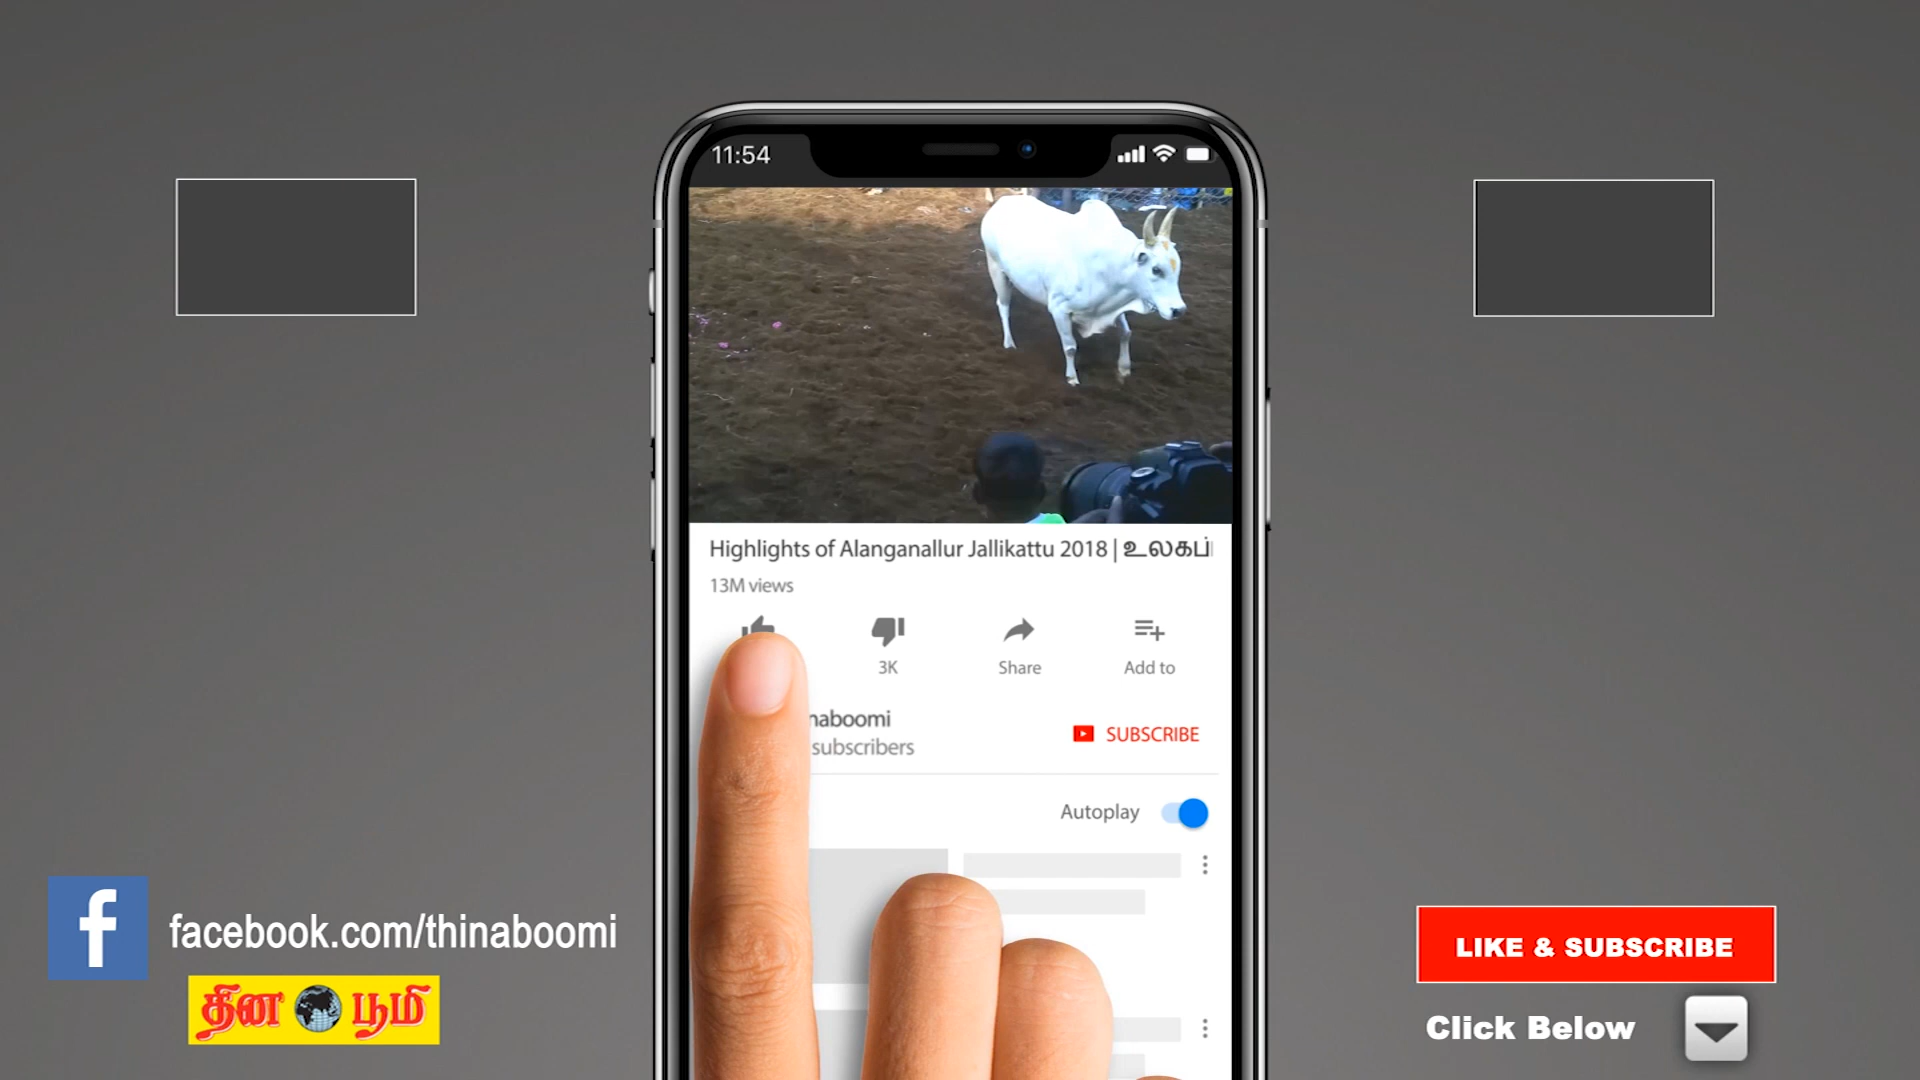 11:54
Highlights of Alanganallur Jallikattu 2018 | உலகப்
13M views
3K
Share
Add to
naboomi
subscribers
SUBSCRIBE
Autoplay
f
facebook.com/thinaboomi
தின பூமி
LIKE & SUBSCRIBE
Click Below